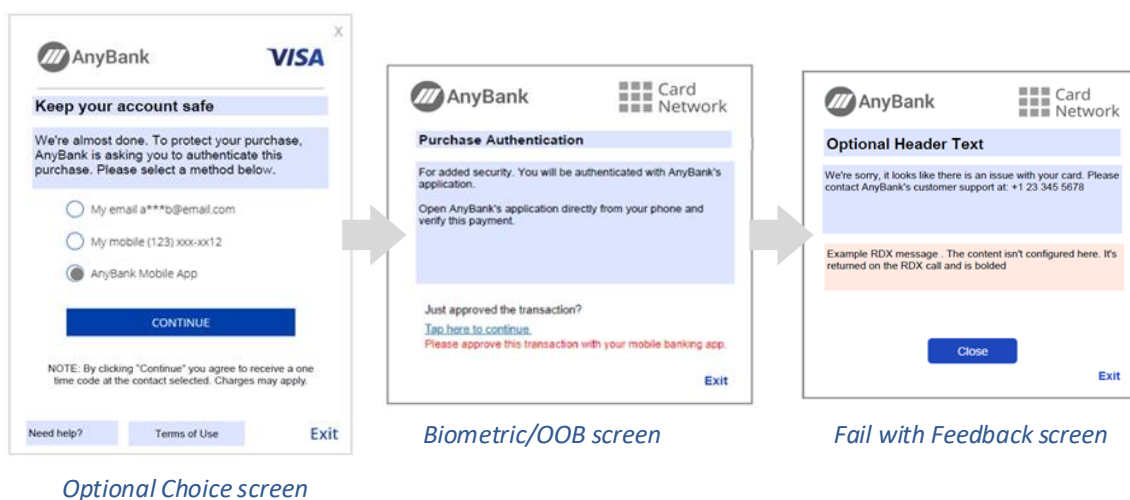 X
AnyBank
VISA
Keep your account safe
We're almost done. To protect your purchase,
AnyBank is asking you to authenticate this
purchase. Please select a method below.
My email a***b@email.com
My mobile (123) xxx-xx12
AnyBank Mobile App
CONTINUE
NOTE: By clicking "Continue" you agree to receive a one
time code at the contact selected. Charges may apply.
Need help?
Terms of Use
Exit
Optional Choice screen
AnyBank
Card
Network
Purchase Authentication
For added security. You will be authenticated with AnyBank's
application.
Open AnyBank's application directly from your phone and
verify this payment.
Just approved the transaction?
Tap here to continue.
Please approve this transaction with your mobile banking app.
Exit
Biometric/OOB screen
AnyBank
Card
Network
Optional Header Text
We're sorry, it looks like there is an issue with your card. Please
contact AnyBank's customer support at: +1 23 345 5678
Example RDX message . The content isn't configured here. It's
returned on the RDX call and is bolded
Close
Exit
Fail with Feedback screen